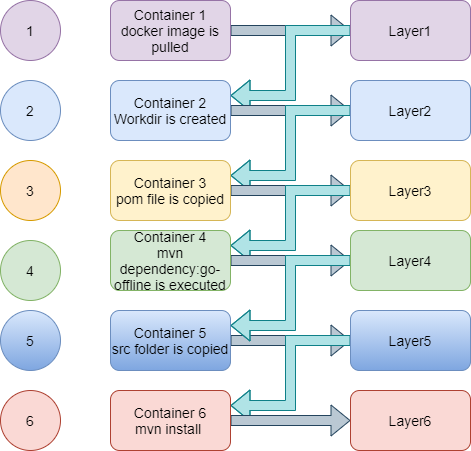 1
Container 1
docker image is
pulled
Layer1
2
Container 2
Workdir is created
Layer2
3
Container 3
pom file is copied
Layer3
4
Container 4
mvn
dependency:go-
offline is executed
Layer4
5
Container 5
src folder is copied
Layer5
6
Container 6
mvn install
Layer6